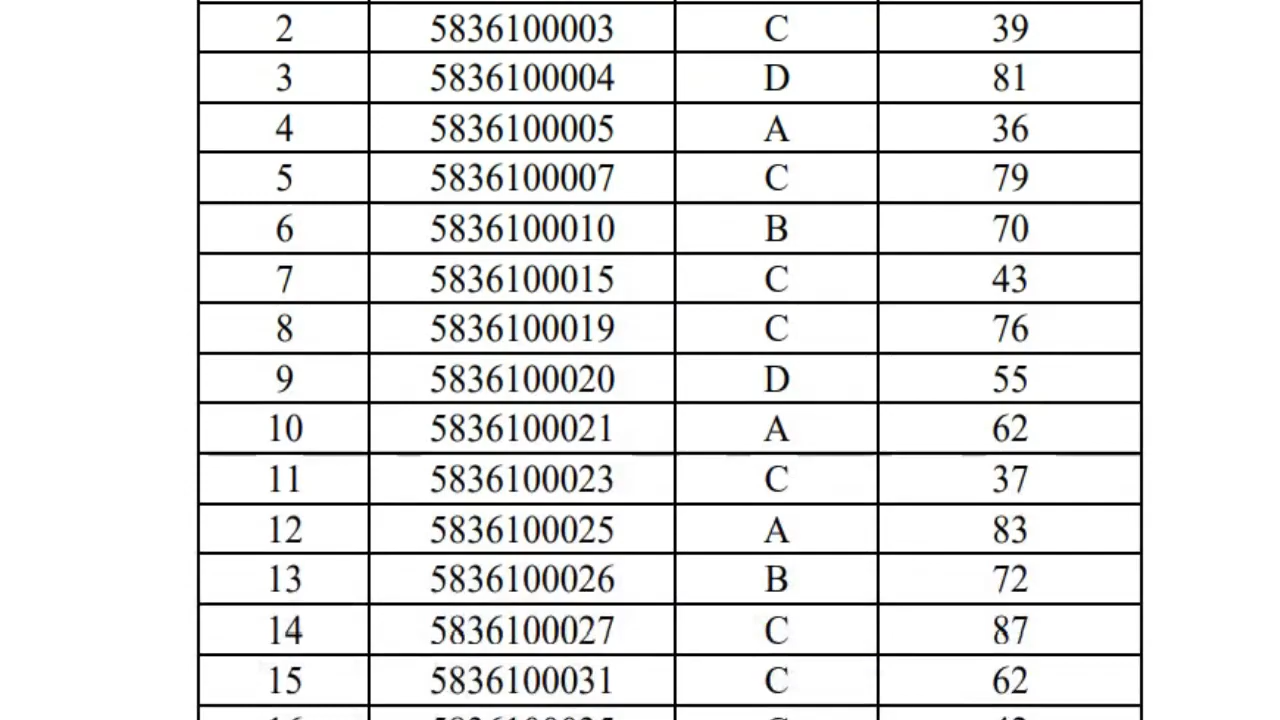 2 5836100003 C 39
3 5836100004 D 81
4 5836100005 A 36
5 5836100007 C 79
6 5836100010 B 70
7 5836100015 C 43
8 5836100019 C 76
9 5836100020 D 55
10 5836100021 A 62
11 5836100023 C 37
12 5836100025 A 83
13 5836100026 B 72
14 5836100027 C 87
15 5836100031 C 62